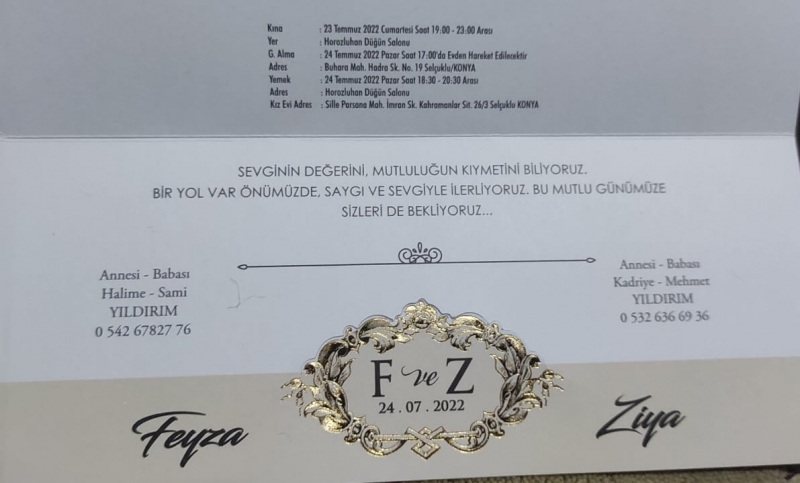 Kına : 23 Temmuz 2022 Cumartesi Saat 19:00 - 23:00 Arası
Yer : Horozluhan Düğün Salonu
G. Alma : 24 Temmuz 2022 Pazar Saat 17:00'da Evden Hareket Edilecektir
Adres : Buhara Mah. Hadra Sk. No. 19 Selçuklu/KONYA
Yemek : 24 Temmuz 2022 Pazar Saat 18:30 - 20:30 Arası
Adres : Horozluhan Düğün Salonu
Kız Evi Adres : Sille Parsana Mah. İmran Sk. Kahramanlar Sit. 26/3 Selçuklu KONYA
SEVGİNİN DEĞERİNİ, MUTLULUĞUN KIYMETİNİ BİLİYORUZ.
BİR YOL VAR ÖNÜMÜZDE, SAYGI VE SEVGİYLE İLERLİYORUZ. BU MUTLU GÜNÜMÜZE
SİZLERİ DE BEKLİYORUZ...
Annesi - Babası
Halime - Sami
YILDIRIM
0 542 67827 76
Annesi - Babası
Kadriye - Mehmet
YILDIRIM
0 532 636 69 36
F ve Z
24 . 07 . 2022
Feyza
Ziya